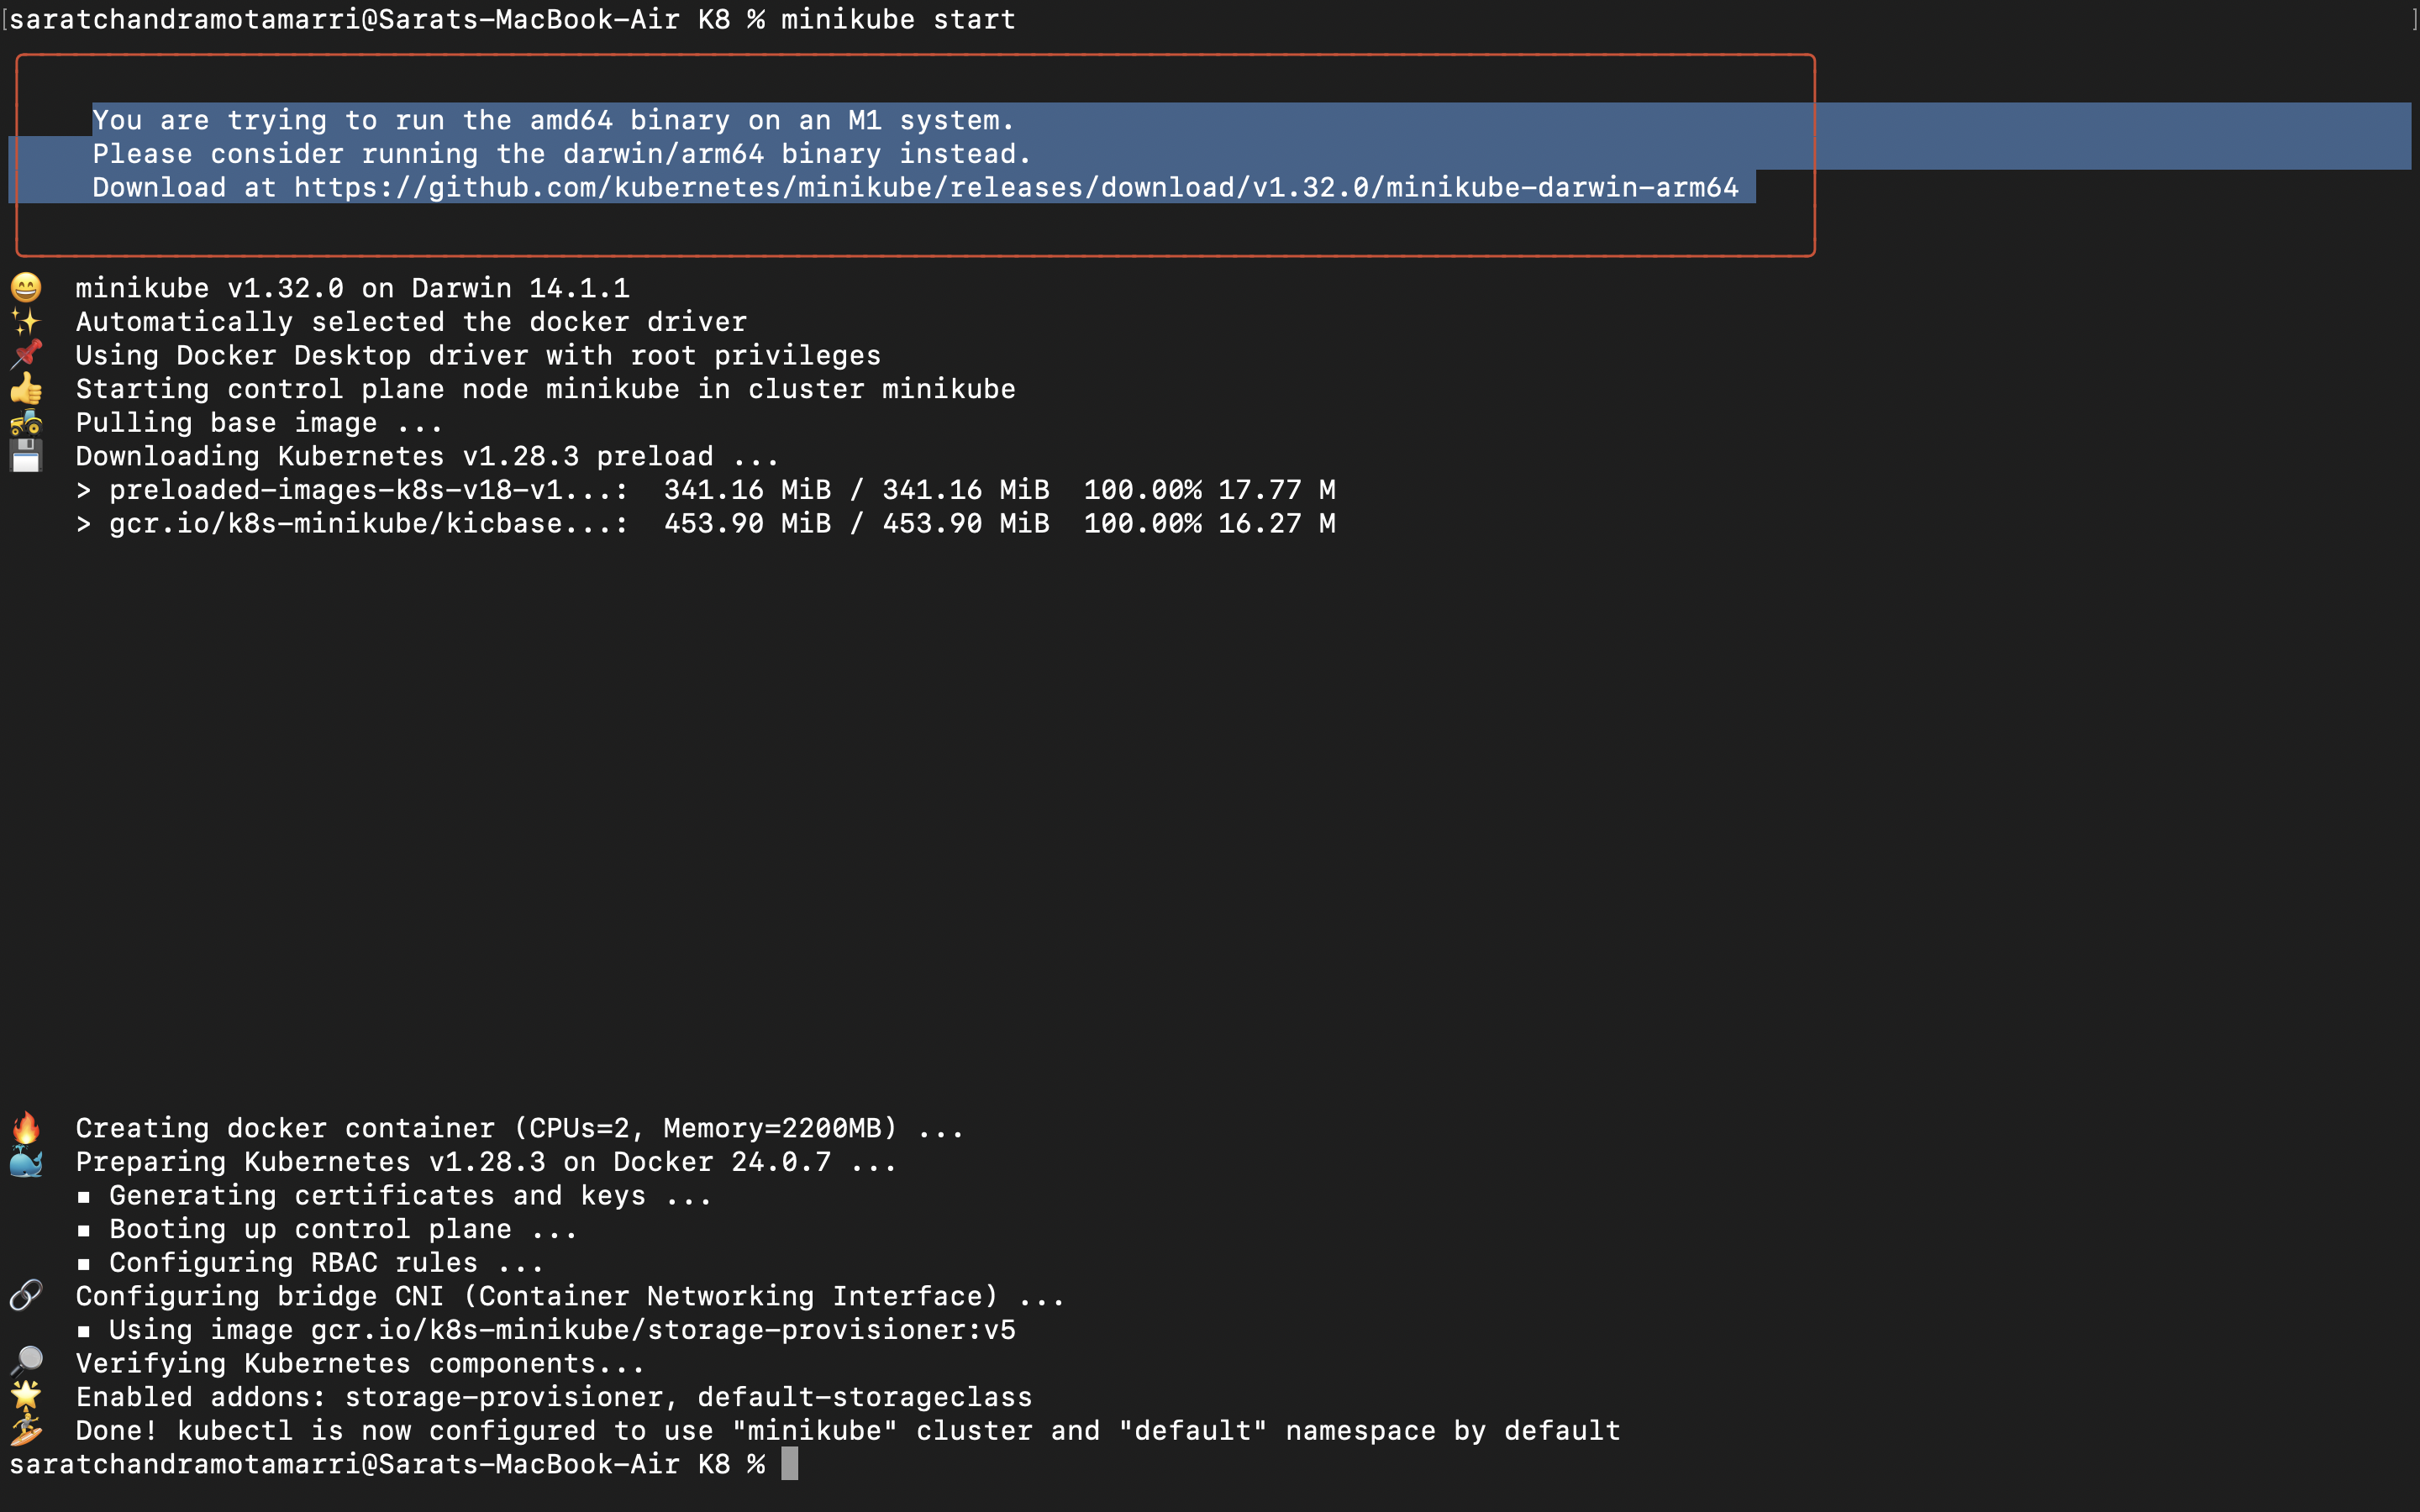 [saratchandramotamarri@Sarats-MacBook-Air K8 % minikube start ]
You are trying to run the amd64 binary on an M1 system.
Please consider running the darwin/arm64 binary instead.
Download at https://github.com/kubernetes/minikube/releases/download/v1.32.0/minikube-darwin-arm64
😄 minikube v1.32.0 on Darwin 14.1.1
✨ Automatically selected the docker driver
📌 Using Docker Desktop driver with root privileges
👍 Starting control plane node minikube in cluster minikube
🚜 Pulling base image ...
💾 Downloading Kubernetes v1.28.3 preload ...
> preloaded-images-k8s-v18-v1...: 341.16 MiB / 341.16 MiB 100.00% 17.77 M
> gcr.io/k8s-minikube/kicbase...: 453.90 MiB / 453.90 MiB 100.00% 16.27 M
🔥 Creating docker container (CPUs=2, Memory=2200MB) ...
🐳 Preparing Kubernetes v1.28.3 on Docker 24.0.7 ...
▪ Generating certificates and keys ...
▪ Booting up control plane ...
▪ Configuring RBAC rules ...
🔗 Configuring bridge CNI (Container Networking Interface) ...
▪ Using image gcr.io/k8s-minikube/storage-provisioner:v5
🔎 Verifying Kubernetes components...
🌟 Enabled addons: storage-provisioner, default-storageclass
🏄 Done! kubectl is now configured to use "minikube" cluster and "default" namespace by default
saratchandramotamarri@Sarats-MacBook-Air K8 %